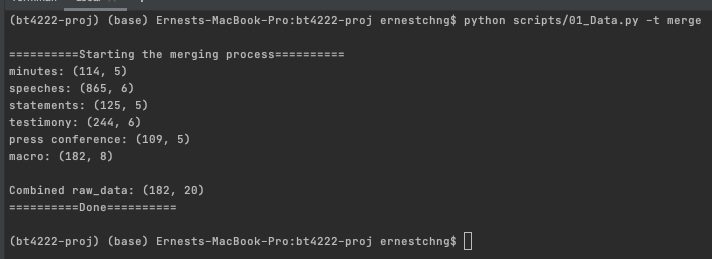 (bt4222-proj) (base) Ernests-MacBook-Pro:bt4222-proj ernestchng$ python scripts/01_Data.py -t merge
==========Starting the merging process==========
minutes: (114, 5)
speeches: (865, 6)
statements: (125, 5)
testimony: (244, 6)
press conference: (109, 5)
macro: (182, 8)
Combined raw_data: (182, 20)
==========Done==========
(bt4222-proj) (base) Ernests-MacBook-Pro:bt4222-proj ernestchng$